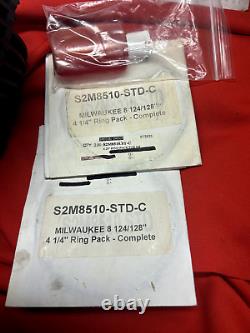 S2M8510-STD-C
MILWAUKEE 8 124/128"
4 1/4" Ring Pack - Complete
S2M8510-STD-C
MILWAUKEE 8 124/128"
4 1/4" Ring Pack - Complete